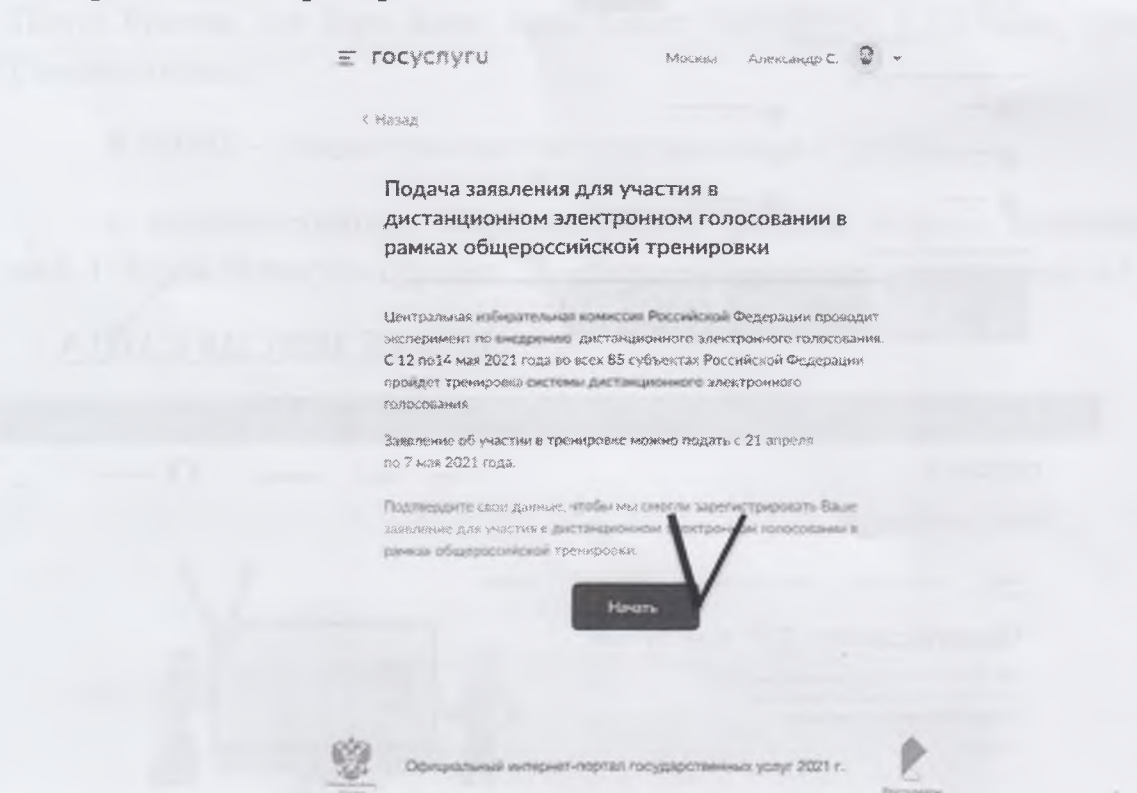 госуслуги Москва Александр С.
< Назад
Подача заявления для участия в
дистанционном электронном голосовании в
рамках общероссийской тренировки
Центральная избирательная комиссия Российской Федерации проводит
эксперимент по внедрению дистанционного электронного голосования.
С 12 по14 мая 2021 года во всех 85 субъектах Российской Федерации
пройдет тренировка системы дистанционного электронного
голосования
Заявление об участии в тренировке можно подать с 21 апреля
по 7 мая 2021 года.
Подтвердите свои данные, чтобы мы смогли зарегистрировать Ваше
заявление для участия в дистанционном электронном голосовании в
рамках общероссийской тренировки.
Начать
Официальный интернет-портал государственных услуг 2021 г.